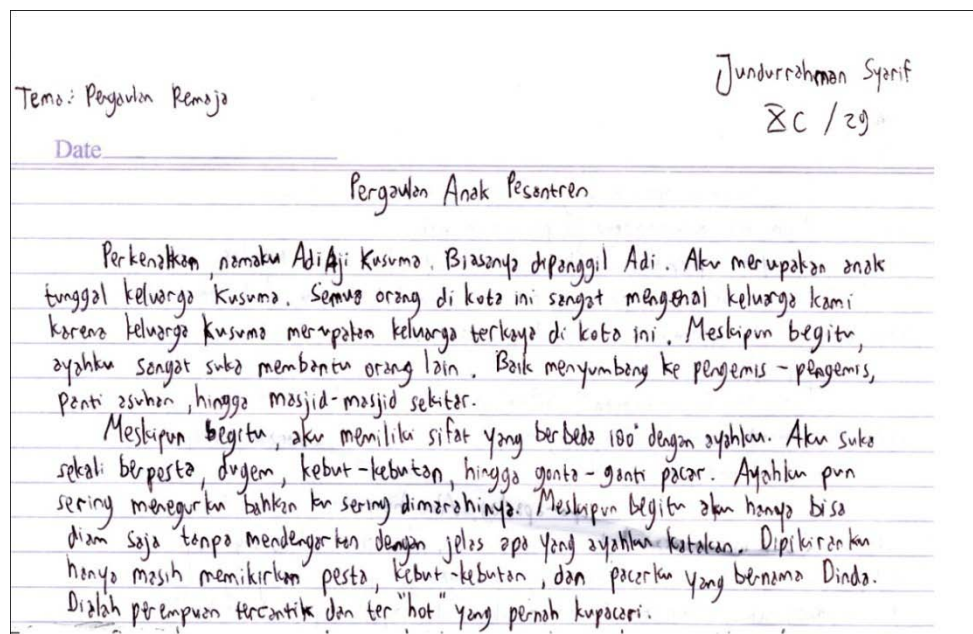 Jundurrahman Syarif
Tema: Pergaulan Remaja
8C / 29
Date
Pergaulan Anak Pesantren
Perkenalkan, namaku Adi Aji Kusuma. Biasanya dipanggil Adi. Aku merupakan anak
tunggal keluarga Kusuma. Semua orang di kota ini sangat mengenal keluarga kami
karena keluarga Kusuma merupakan keluarga terkaya di kota ini. Meskipun begitu,
ayahku sangat suka membantu orang lain. Baik menyumbang ke pengemis-pengemis,
panti asuhan, hingga masjid-masjid sekitar.
Meskipun begitu, aku memiliki sifat yang berbeda 180° dengan ayahku. Aku suka
sekali berpesta, dugem, kebut-kebutan, hingga gonta-ganti pacar. Ayahku pun
sering menegurku bahkan ku sering dimarahinya. Meskipun begitu aku hanya bisa
diam saja tanpa mendengarkan dengan jelas apa yang ayahku katakan. Dipikiranku
hanya masih memikirkan pesta, kebut-kebutan, dan pacarku yang bernama Dinda.
Dialah perempuan tercantik dan ter"hot" yang pernah kupacari.